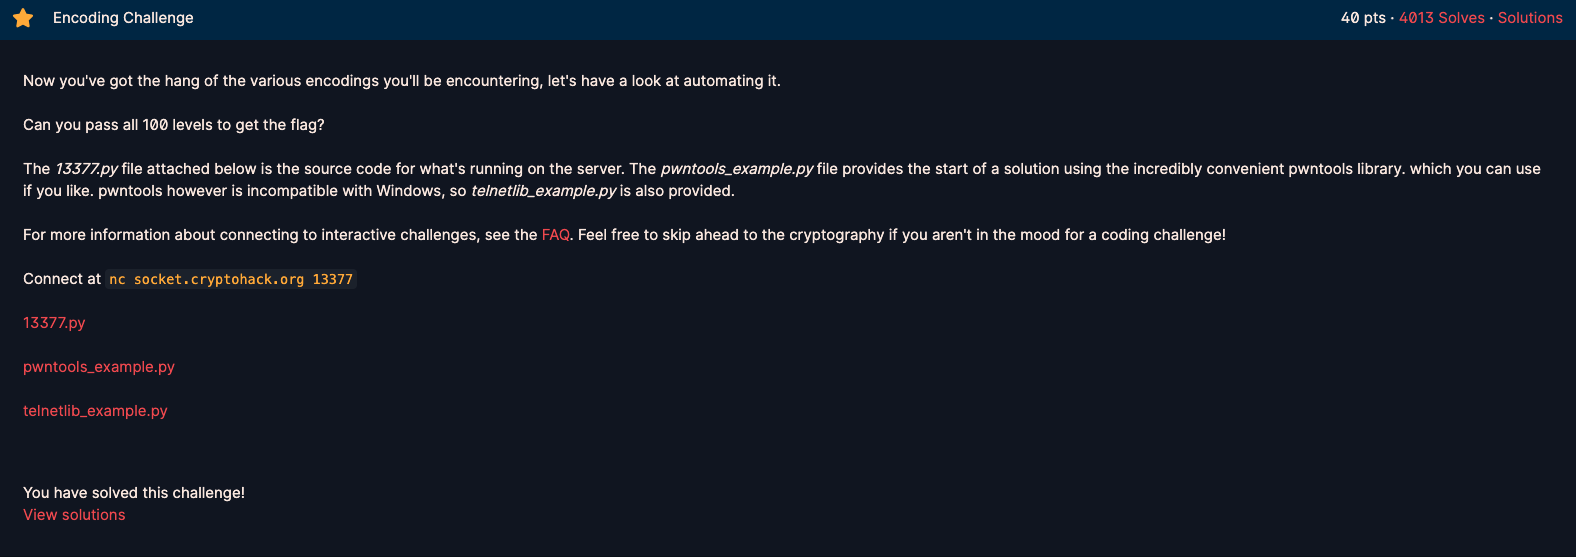 Encoding Challenge
40 pts · 4013 Solves · Solutions
Now you've got the hang of the various encodings you'll be encountering, let's have a look at automating it.
Can you pass all 100 levels to get the flag?
The 13377.py file attached below is the source code for what's running on the server. The pwntools_example.py file provides the start of a solution using the incredibly convenient pwntools library. which you can use
if you like. pwntools however is incompatible with Windows, so telnetlib_example.py is also provided.
For more information about connecting to interactive challenges, see the FAQ. Feel free to skip ahead to the cryptography if you aren't in the mood for a coding challenge!
Connect at nc socket.cryptohack.org 13377
13377.py
pwntools_example.py
telnetlib_example.py
You have solved this challenge!
View solutions